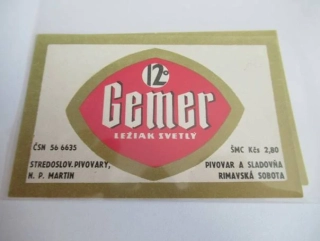 12°
Gemer
LEŽIAK SVETLÝ
ČSN 56 6635
ŠMC Kčs 2,80
STREDOSLOV. PIVOVARY,
N. P. MARTIN
PIVOVAR A SLADOVŇA
RIMAVSKÁ SOBOTA